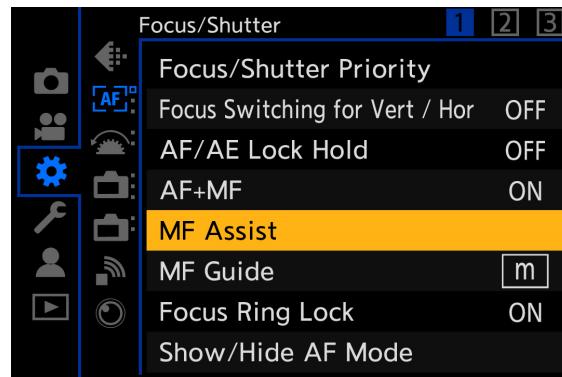 Focus/Shutter 1 2 3
AF
Focus/Shutter Priority
Focus Switching for Vert / Hor OFF
AF/AE Lock Hold OFF
AF+MF ON
MF Assist
MF Guide m
Focus Ring Lock ON
Show/Hide AF Mode